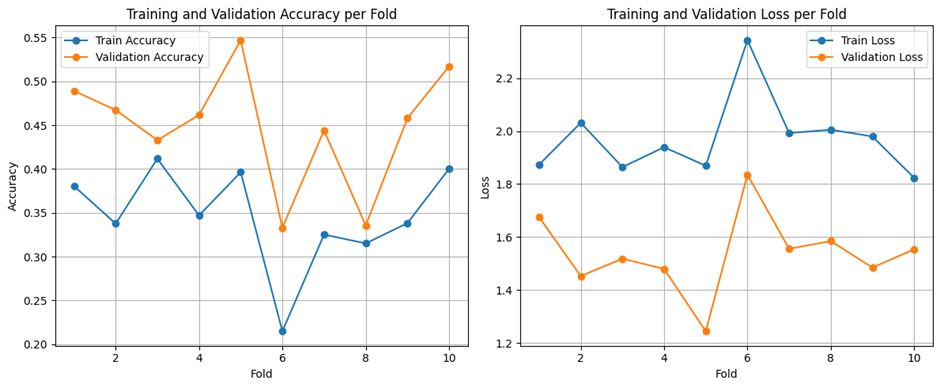 Training and Validation Accuracy per Fold
Train Accuracy
Validation Accuracy
0.55
0.50
0.45
0.40
0.35
0.30
0.25
0.20
Accuracy
2 4 6 8 10
Fold
Training and Validation Loss per Fold
Train Loss
Validation Loss
2.2
2.0
1.8
1.6
1.4
1.2
Loss
2 4 6 8 10
Fold